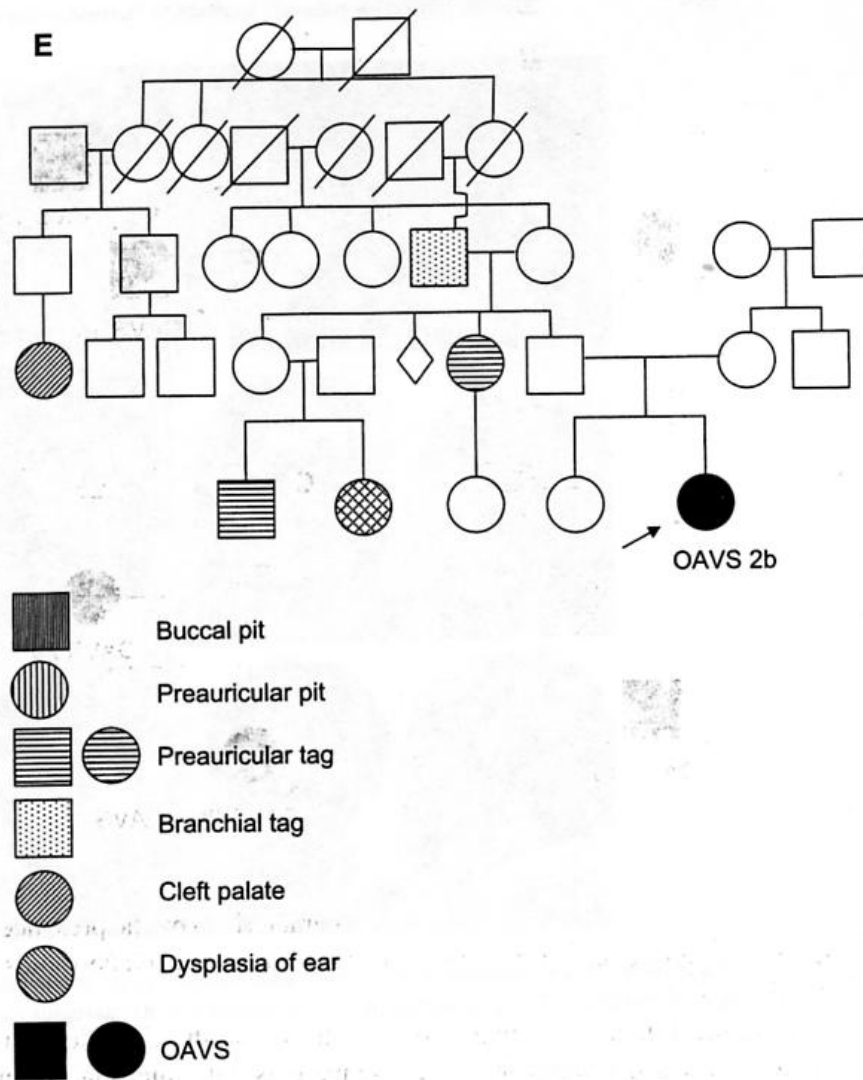 E
OAVS 2b
Buccal pit
Preauricular pit
Preauricular tag
Branchial tag
Cleft palate
Dysplasia of ear
OAVS